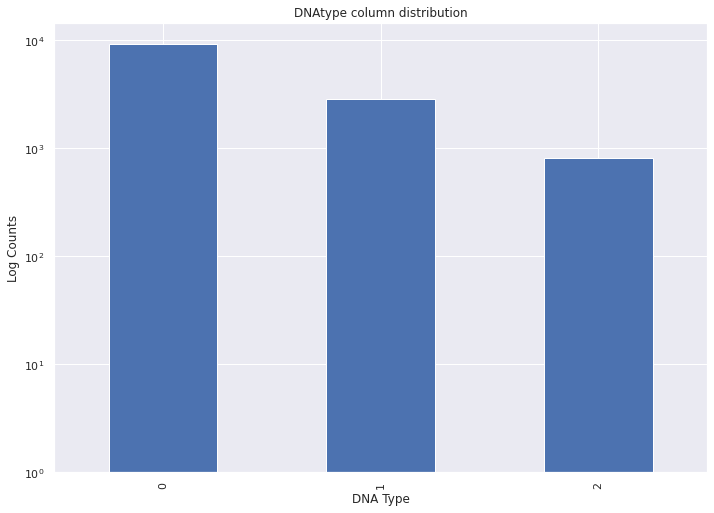 DNAtype column distribution
Log Counts
10⁴
10³
10²
10¹
10⁰
0
1
2
DNA Type